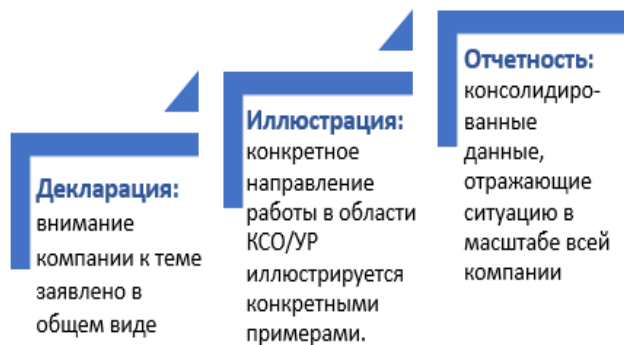 Декларация:
внимание
компании к теме
заявлено в
общем виде
Иллюстрация:
конкретное
направление
работы в области
КСО/УР
иллюстрируется
конкретными
примерами.
Отчетность:
консолидиро-
ванные
данные,
отражающие
ситуацию в
масштабе всей
компании